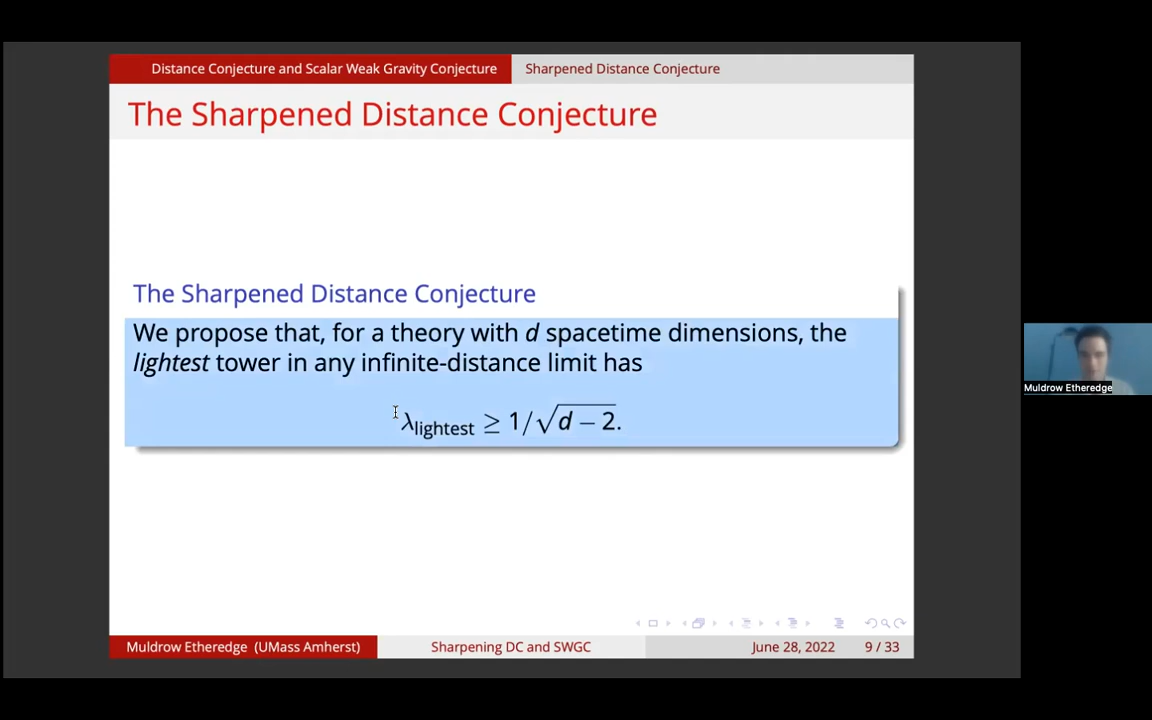 Distance Conjecture and Scalar Weak Gravity Conjecture Sharpened Distance Conjecture
The Sharpened Distance Conjecture
The Sharpened Distance Conjecture
We propose that, for a theory with d spacetime dimensions, the
lightest tower in any infinite-distance limit has
λlightest ≥ 1/√d − 2.
Muldrow Etheredge
Muldrow Etheredge (UMass Amherst) Sharpening DC and SWGC June 28, 2022 9 / 33